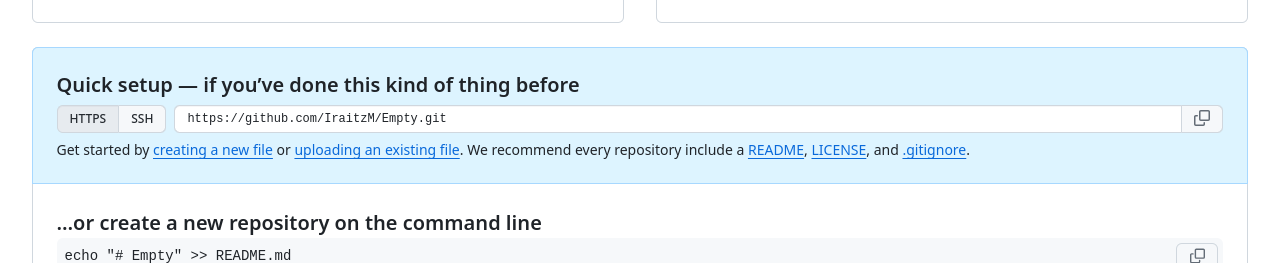 Quick setup — if you’ve done this kind of thing before
HTTPS SSH https://github.com/IraitzM/Empty.git
Get started by creating a new file or uploading an existing file. We recommend every repository include a README, LICENSE, and .gitignore.
…or create a new repository on the command line
echo "# Empty" >> README.md